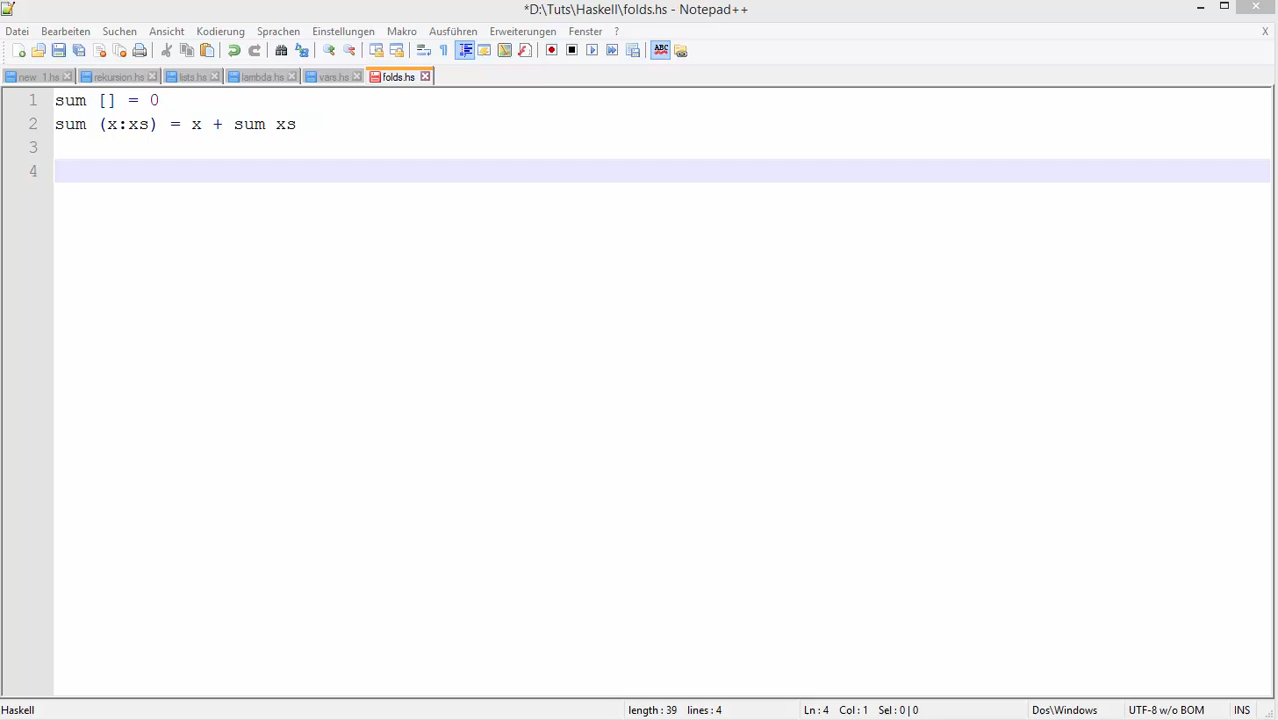 *D:\Tuts\Haskell\folds.hs - Notepad++
Datei Bearbeiten Suchen Ansicht Kodierung Sprachen Einstellungen Makro Ausführen Erweiterungen Fenster ? X
ABC
new 1.hs rekursion.hs lists.hs lambda.hs vars.hs folds.hs
1 sum [] = 0
2 sum (x:xs) = x + sum xs
3
4
Haskell length : 39 lines : 4 Ln : 4 Col : 1 Sel : 0 | 0 Dos\Windows UTF-8 w/o BOM INS